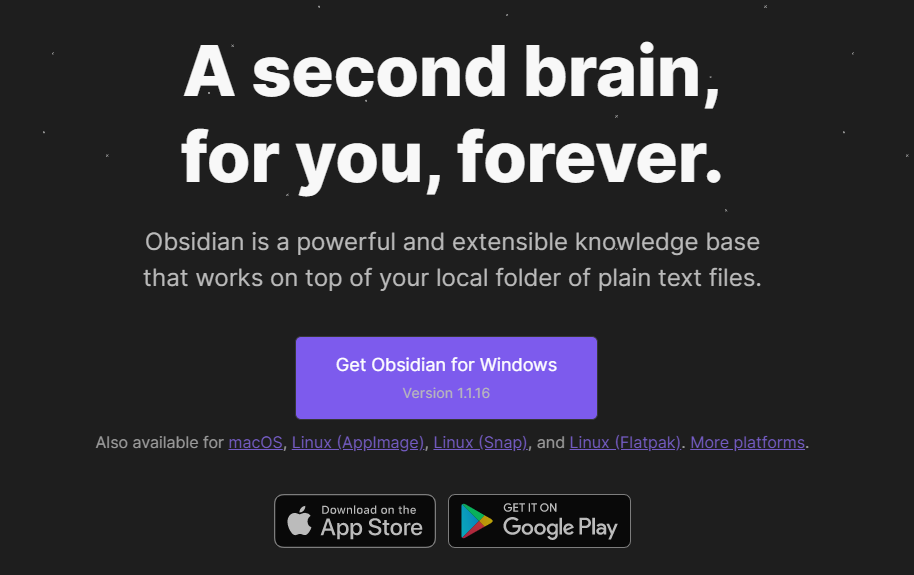 A second brain,
for you, forever.
Obsidian is a powerful and extensible knowledge base
that works on top of your local folder of plain text files.
Get Obsidian for Windows
Version 1.1.16
Also available for macOS, Linux (AppImage), Linux (Snap), and Linux (Flatpak). More platforms.
Download on the
App Store
GET IT ON
Google Play